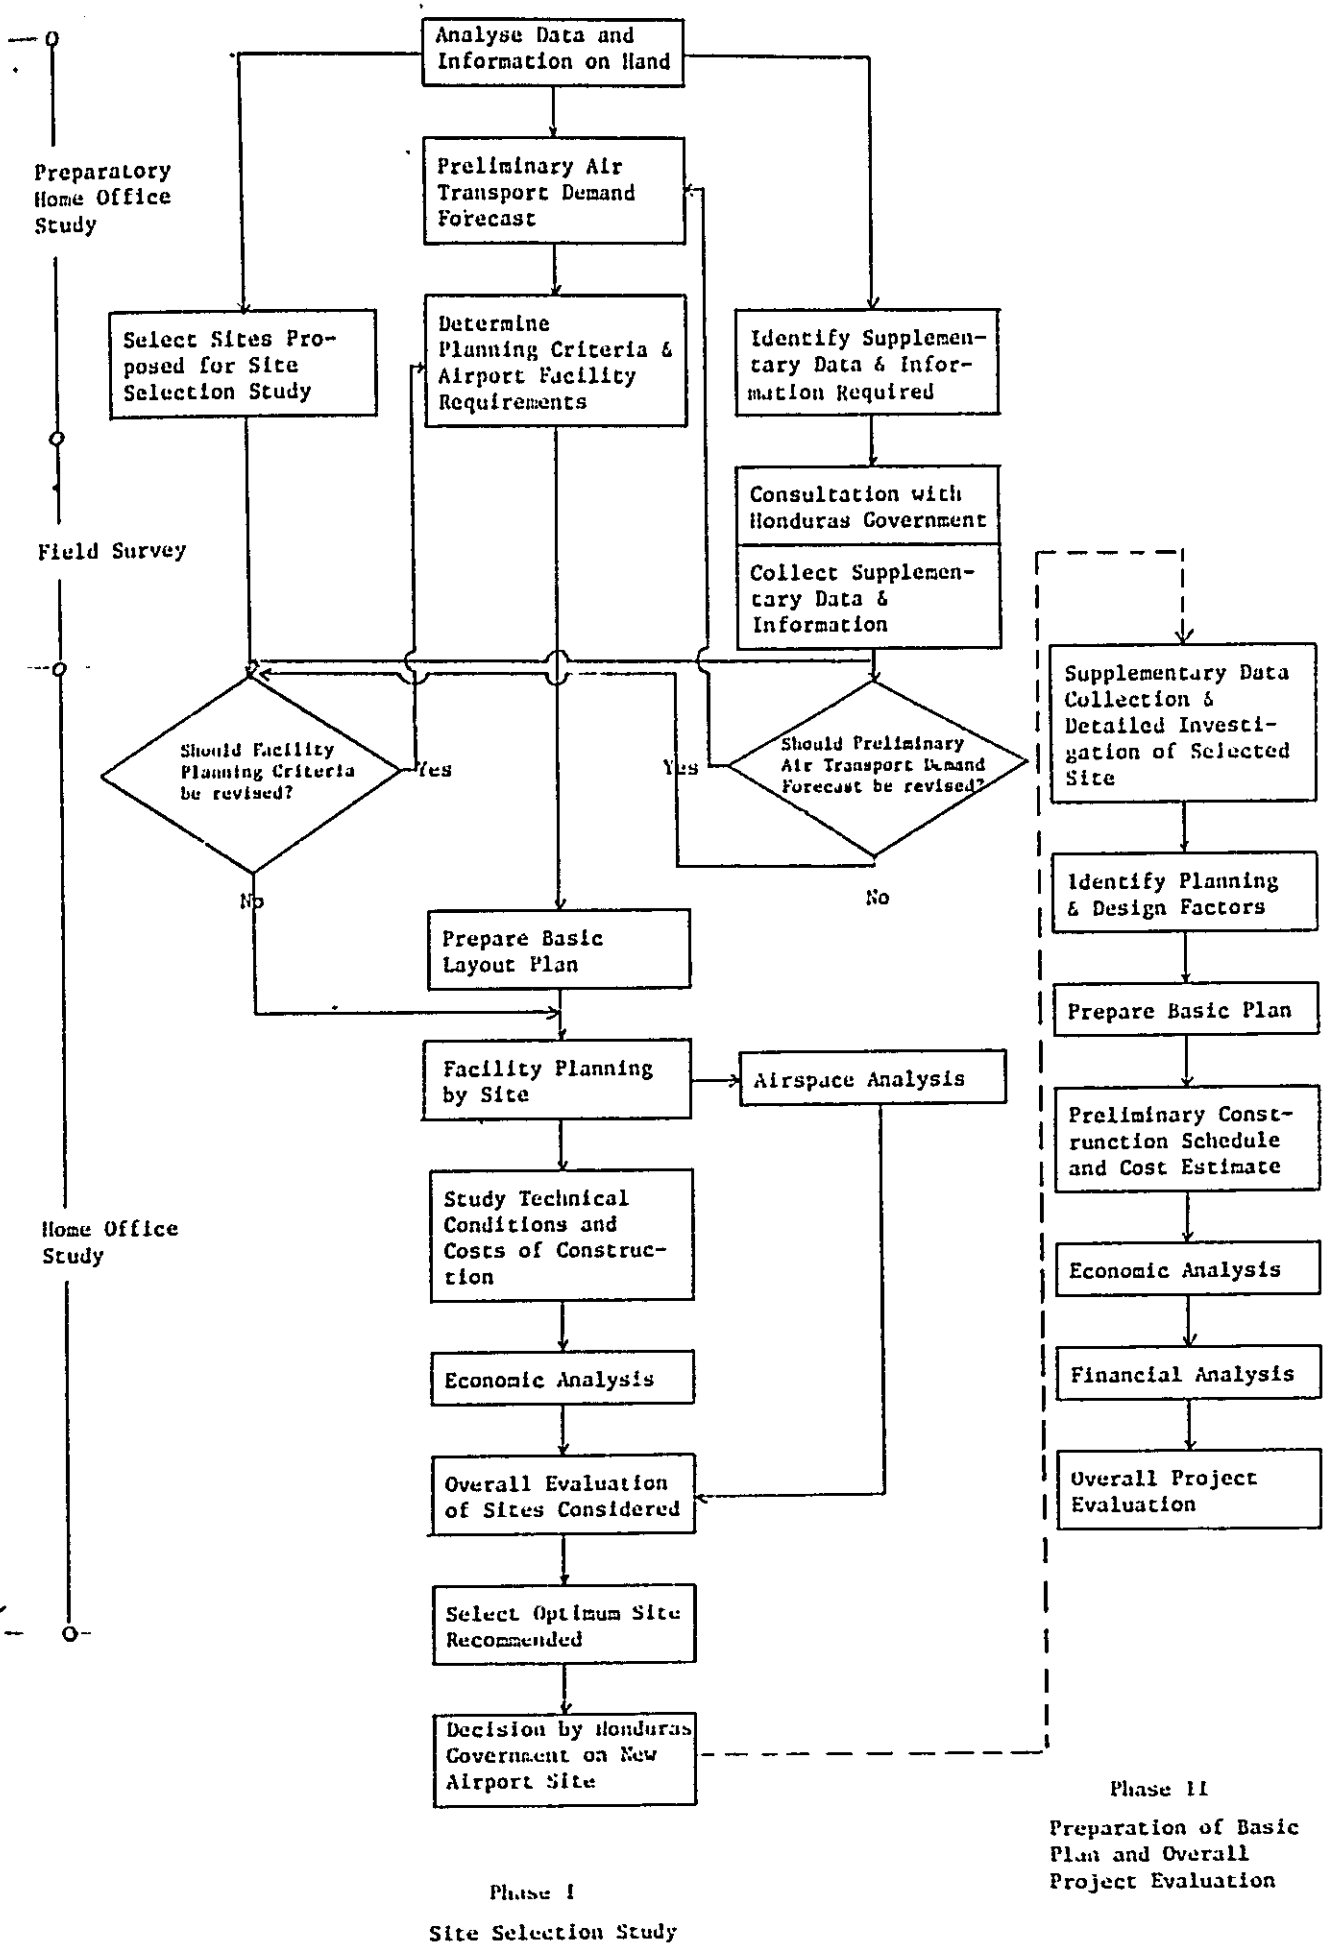 Analyse Data and
Information on Hand
Preparatory
Home Office
Study
Preliminary Air
Transport Demand
Forecast
Select Sites Pro-
posed for Site
Selection Study
Determine
Planning Criteria &
Airport Facility
Requirements
Identify Supplemen-
tary Data & Infor-
mation Required
Consultation with
Honduras Government
Collect Supplemen-
tary Data &
Information
Field Survey
Should Facility
Planning Criteria
be revised?
Yes
No
Should Preliminary
Air Transport Demand
Forecast be revised?
Yes
No
Prepare Basic
Layout Plan
Facility Planning
by Site
Airspace Analysis
Home Office
Study
Study Technical
Conditions and
Costs of Construc-
tion
Economic Analysis
Overall Evaluation
of Sites Considered
Select Optimum Site
Recommended
Decision by Honduras
Government on New
Airport Site
Phase I
Site Selection Study
Supplementary Data
Collection &
Detailed Investi-
gation of Selected
Site
Identify Planning
& Design Factors
Prepare Basic Plan
Preliminary Const-
runction Schedule
and Cost Estimate
Economic Analysis
Financial Analysis
Overall Project
Evaluation
Phase II
Preparation of Basic
Plan and Overall
Project Evaluation